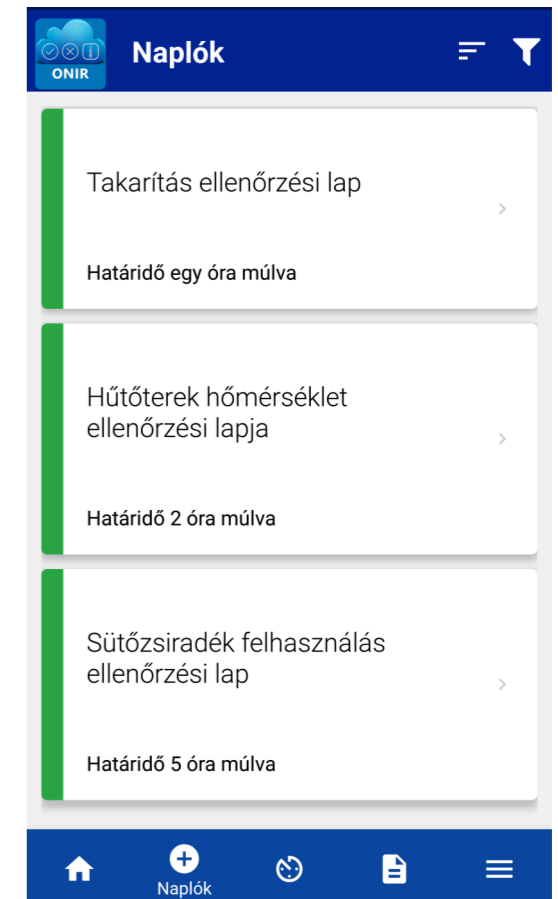 ONIR
Naplók
Takarítás ellenőrzési lap
Határidő egy óra múlva
Hűtőterek hőmérséklet
ellenőrzési lapja
Határidő 2 óra múlva
Sütőzsiradék felhasználás
ellenőrzési lap
Határidő 5 óra múlva
Naplók